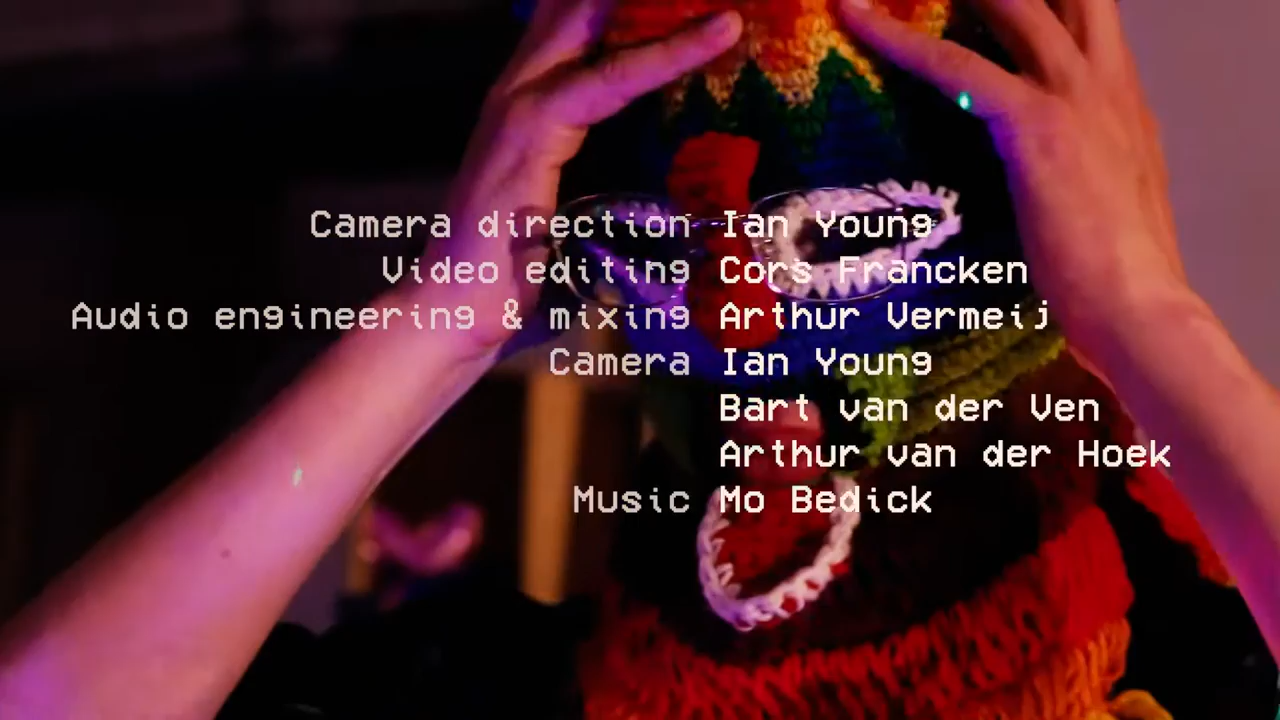 Camera direction Ian Young
Video editing Cors Francken
Audio engineering & mixing Arthur Vermeij
Camera Ian Young
Bart van der Ven
Arthur van der Hoek
Music Mo Bedick